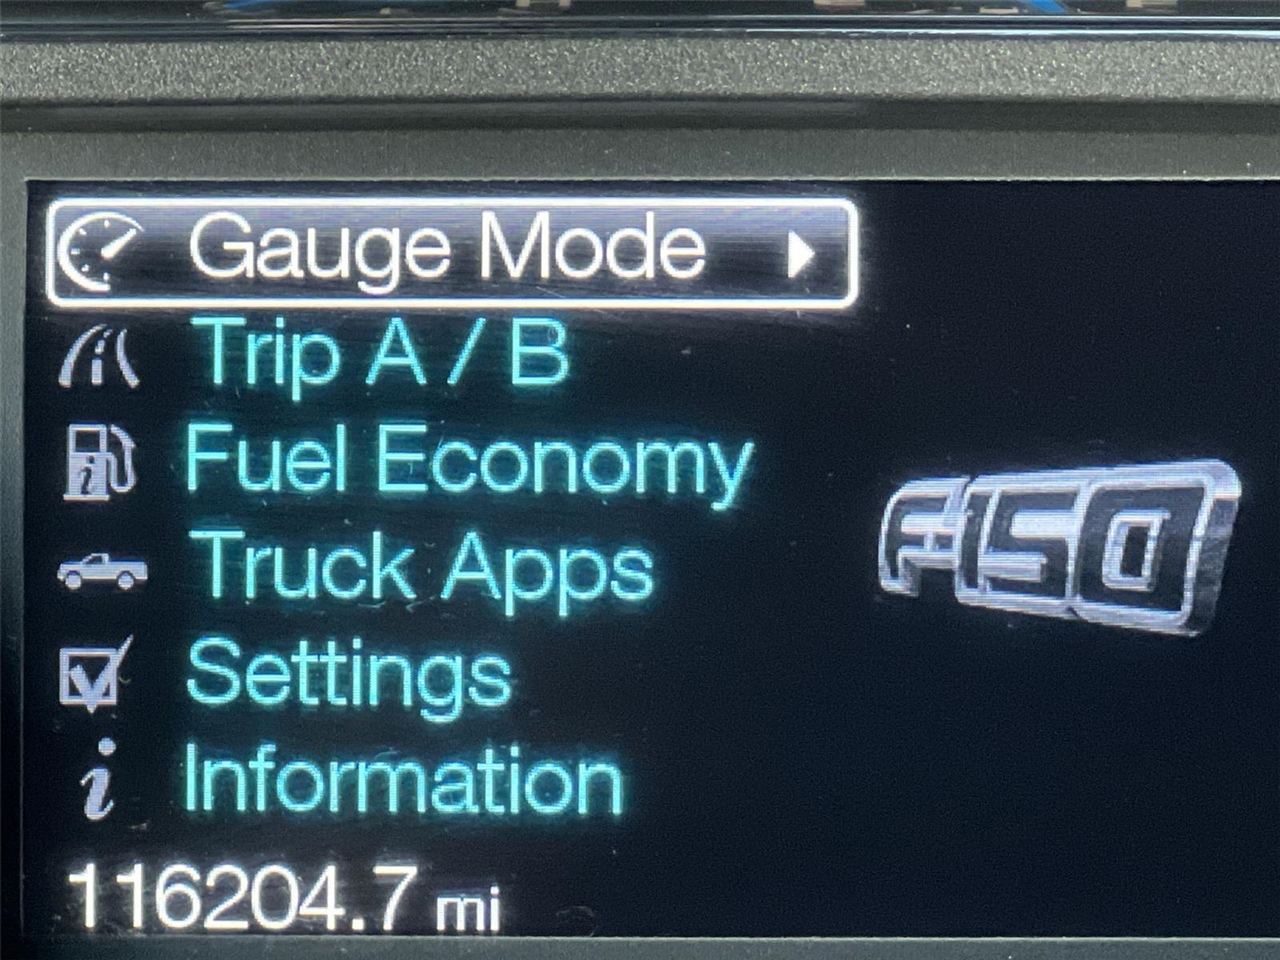 Gauge Mode
Trip A / B
Fuel Economy
Truck Apps
Settings
Information
F-150
116204.7 mi